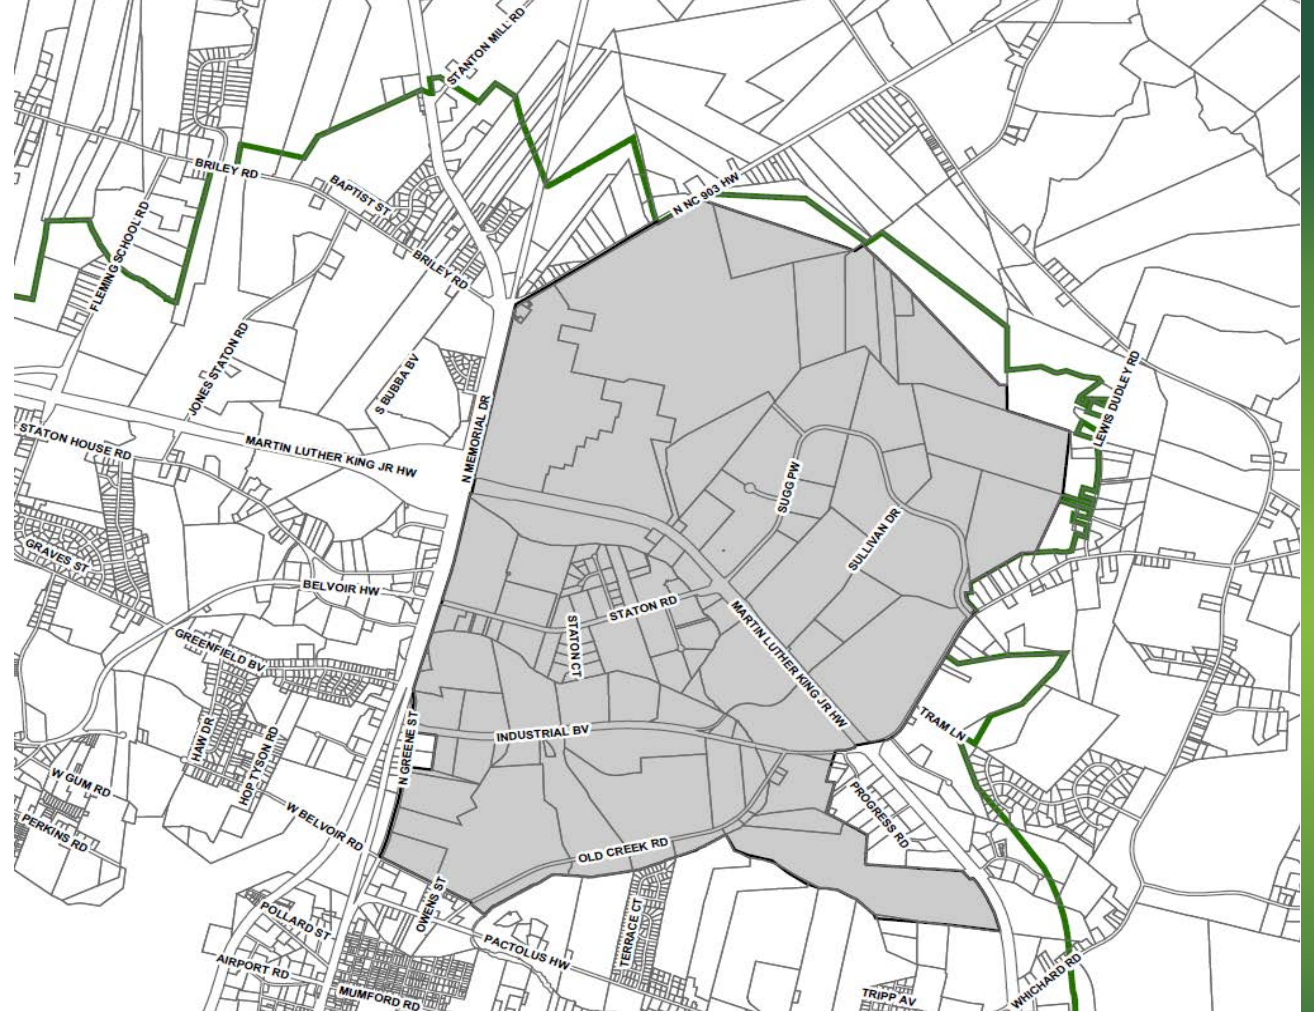 STANTON MILL RD
BRILEY RD
BAPTIST ST
N NC 903 HW
FLEMING SCHOOL RD
BRILEY RD
JONES STATON RD
S BUBBA BV
LEWIS DUDLEY RD
STATON HOUSE RD
MARTIN LUTHER KING JR HW
N MEMORIAL DR
SUGG PW
SULLIVAN DR
GRAVES ST
BELVOIR HW
STATON RD
STATON CT
MARTIN LUTHER KING JR HW
GREENFIELD BV
HAW DR
HOP TYSON RD
N GREENE ST
INDUSTRIAL BV
TRAM LN
W GUM RD
PERKINS RD
W BELVOIR RD
PROGRESS RD
OLD CREEK RD
OWENS ST
POLLARD ST
TERRACE CT
PACTOLUS HW
AIRPORT RD
MUMFORD RD
TRIPP AV
WHICHARD RD